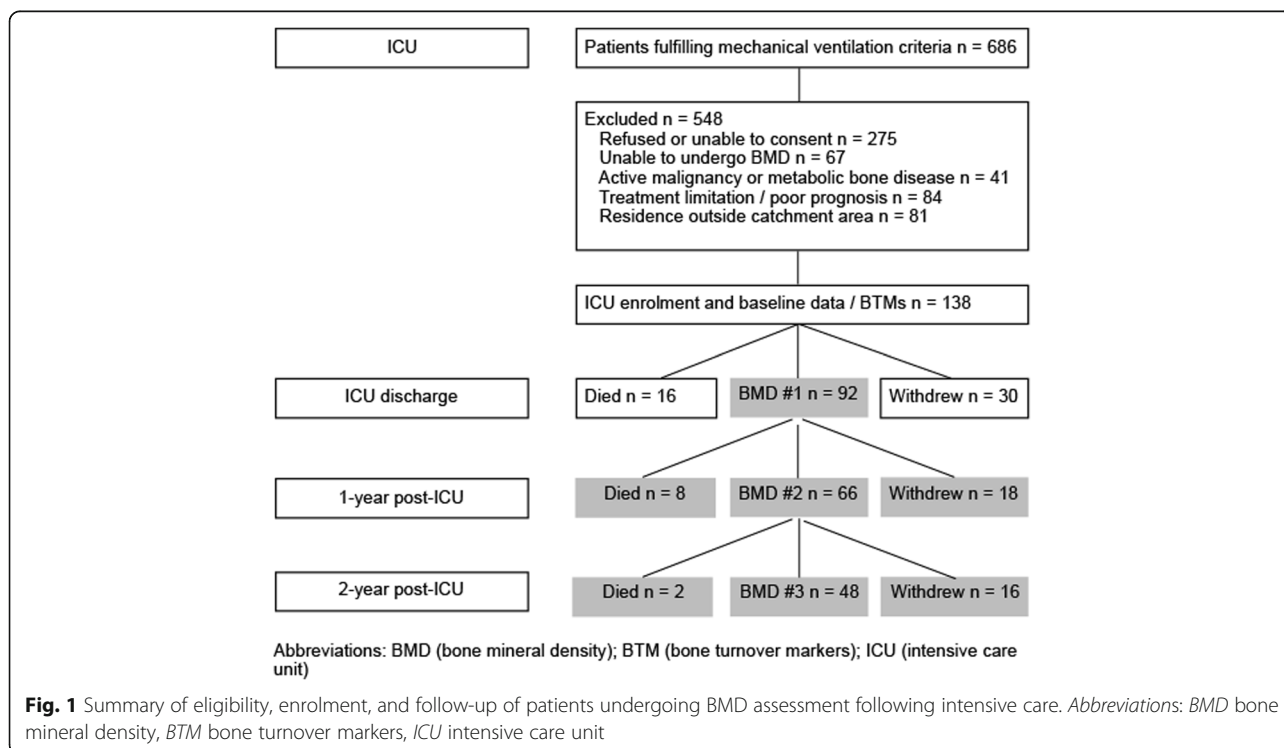 ICU
Patients fulfilling mechanical ventilation criteria n = 686
Excluded n = 548
Refused or unable to consent n = 275
Unable to undergo BMD n = 67
Active malignancy or metabolic bone disease n = 41
Treatment limitation / poor prognosis n = 84
Residence outside catchment area n = 81
ICU enrolment and baseline data / BTMs n = 138
ICU discharge
Died n = 16
BMD #1 n = 92
Withdrew n = 30
1-year post-ICU
Died n = 8
BMD #2 n = 66
Withdrew n = 18
2-year post-ICU
Died n = 2
BMD #3 n = 48
Withdrew n = 16
Abbreviations: BMD (bone mineral density); BTM (bone turnover markers); ICU (intensive care
unit)
Fig. 1 Summary of eligibility, enrolment, and follow-up of patients undergoing BMD assessment following intensive care. Abbreviations: BMD bone
mineral density, BTM bone turnover markers, ICU intensive care unit